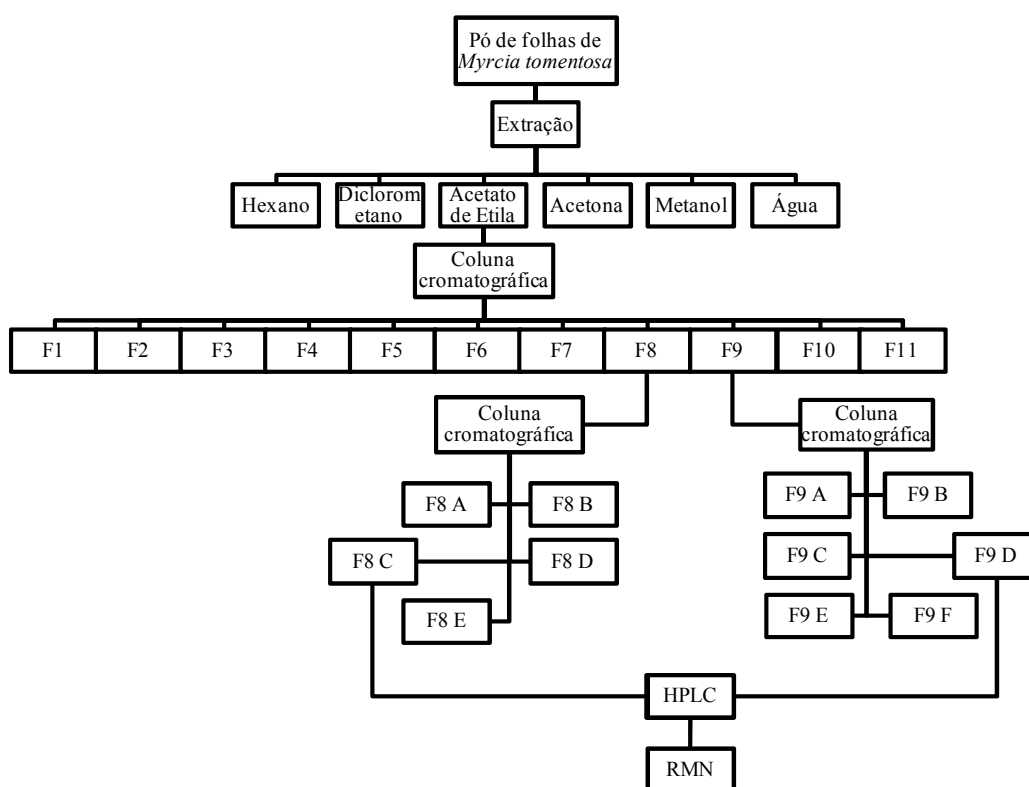 Pó de folhas de
Myrcia tomentosa
Extração
Hexano
Diclorom
etano
Acetato
de Etila
Acetona
Metanol
Água
Coluna
cromatográfica
F1
F2
F3
F4
F5
F6
F7
F8
F9
F10
F11
Coluna
cromatográfica
Coluna
cromatográfica
F8 A
F8 B
F8 C
F8 D
F8 E
F9 A
F9 B
F9 C
F9 D
F9 E
F9 F
HPLC
RMN